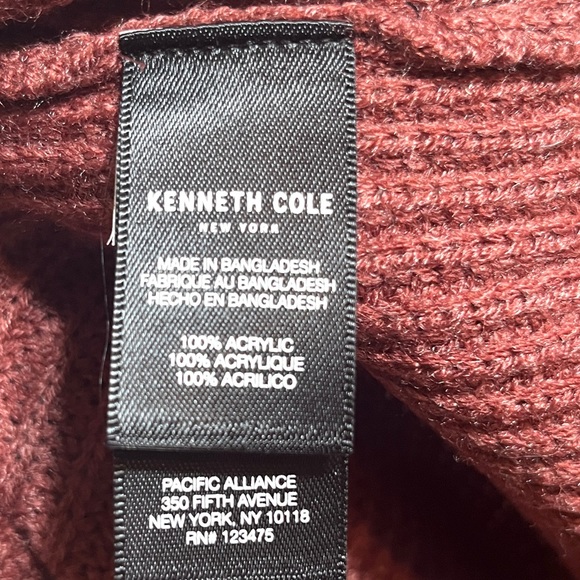 KENNETH COLE
NEW YORK
MADE IN BANGLADESH
FABRIQUE AU BANGLADESH
HECHO EN BANGLADESH
100% ACRYLIC
100% ACRYLIQUE
100% ACRILICO
PACIFIC ALLIANCE
350 FIFTH AVENUE
NEW YORK, NY 10118
RN# 123475